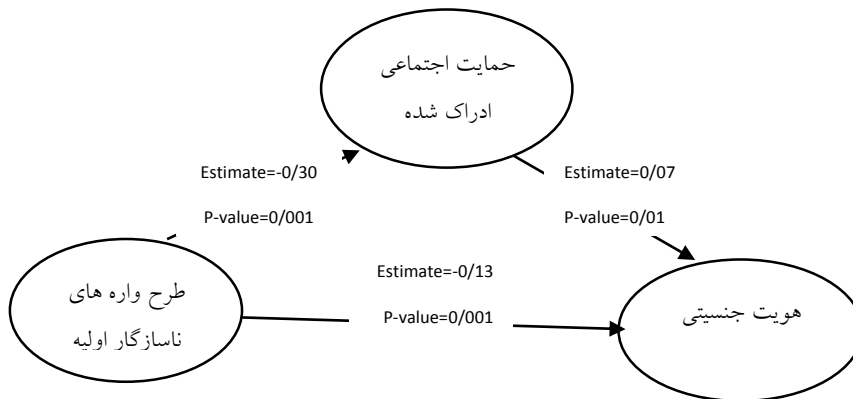 حمایت اجتماعی
ادراک شده
Estimate=-0/30
P-value=0/001
Estimate=0/07
P-value=0/01
Estimate=-0/13
P-value=0/001
طرح واره های
ناسازگار اولیه
هویت جنسیتی